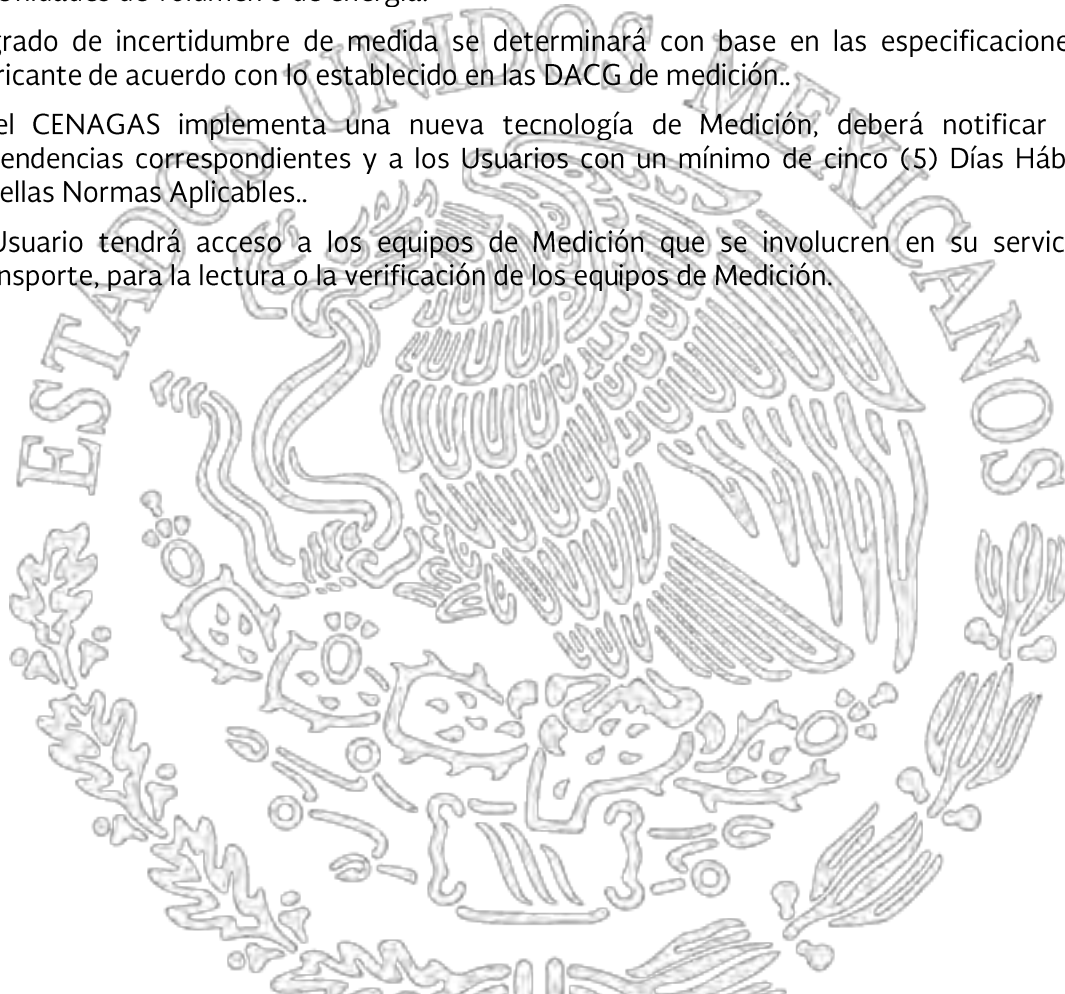 Unidades de volumen o de energía.
grado de incertidumbre de medida se determinará con base en las especificacione
ricante de acuerdo con lo establecido en las DACG de medición..
el CENAGAS implementa una nueva tecnología de Medición, deberá notificar
endencias correspondientes y a los Usuarios con un mínimo de cinco (5) Días Háb
ellas Normas Aplicables..
Usuario tendrá acceso a los equipos de Medición que se involucren en su servic
nsporte, para la lectura o la verificación de los equipos de Medición.
ESTADOS UNIDOS MEXICANOS